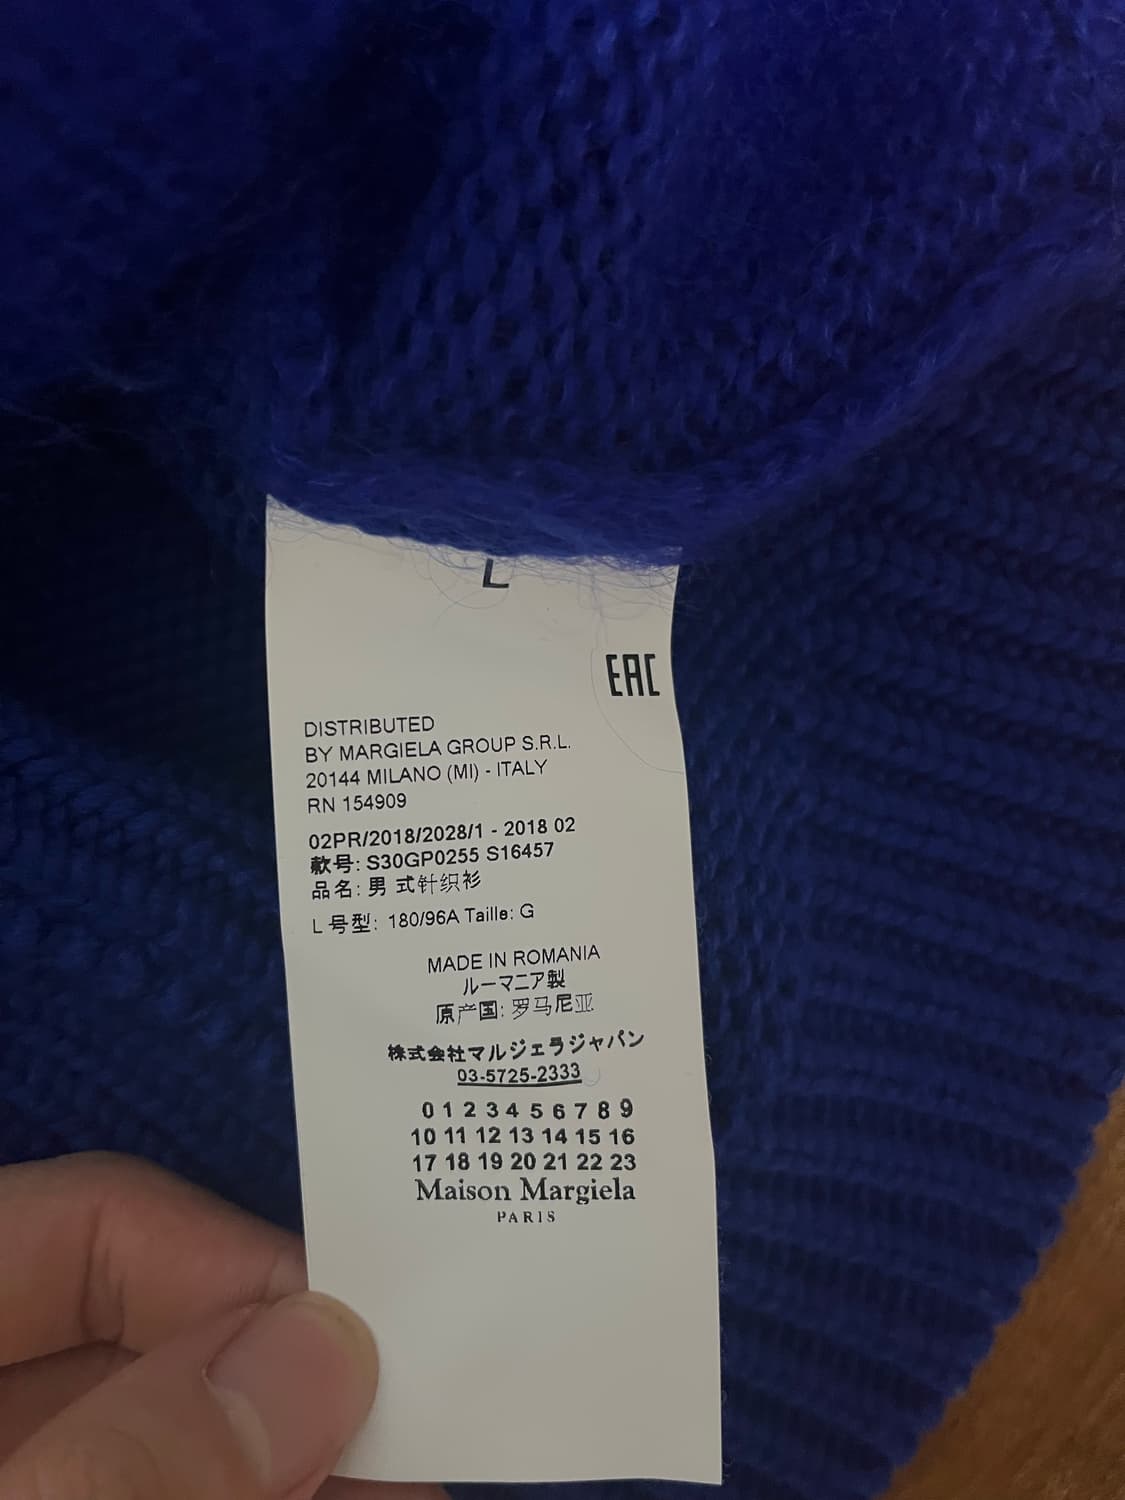 L
EAC
DISTRIBUTED
BY MARGIELA GROUP S.R.L.
20144 MILANO (MI) - ITALY
RN 154909
02PR/2018/2028/1 - 2018 02
款号: S30GP0255 S16457
品名: 男 式针织衫
L 号型: 180/96A Taille: G
MADE IN ROMANIA
ルーマニア製
原产国: 罗马尼亚
株式会社マルジェラジャパン
03-5725-2333
0 1 2 3 4 5 6 7 8 9
10 11 12 13 14 15 16
17 18 19 20 21 22 23
Maison Margiela
PARIS